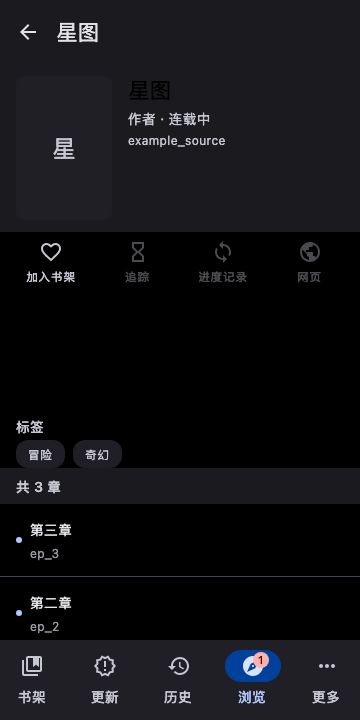 星图
星
星图
作者 · 连载中
example_source
加入书架
追踪
进度记录
网页
标签
冒险
奇幻
共 3 章
第三章
ep_3
第二章
ep_2
1
书架
更新
历史
浏览
更多